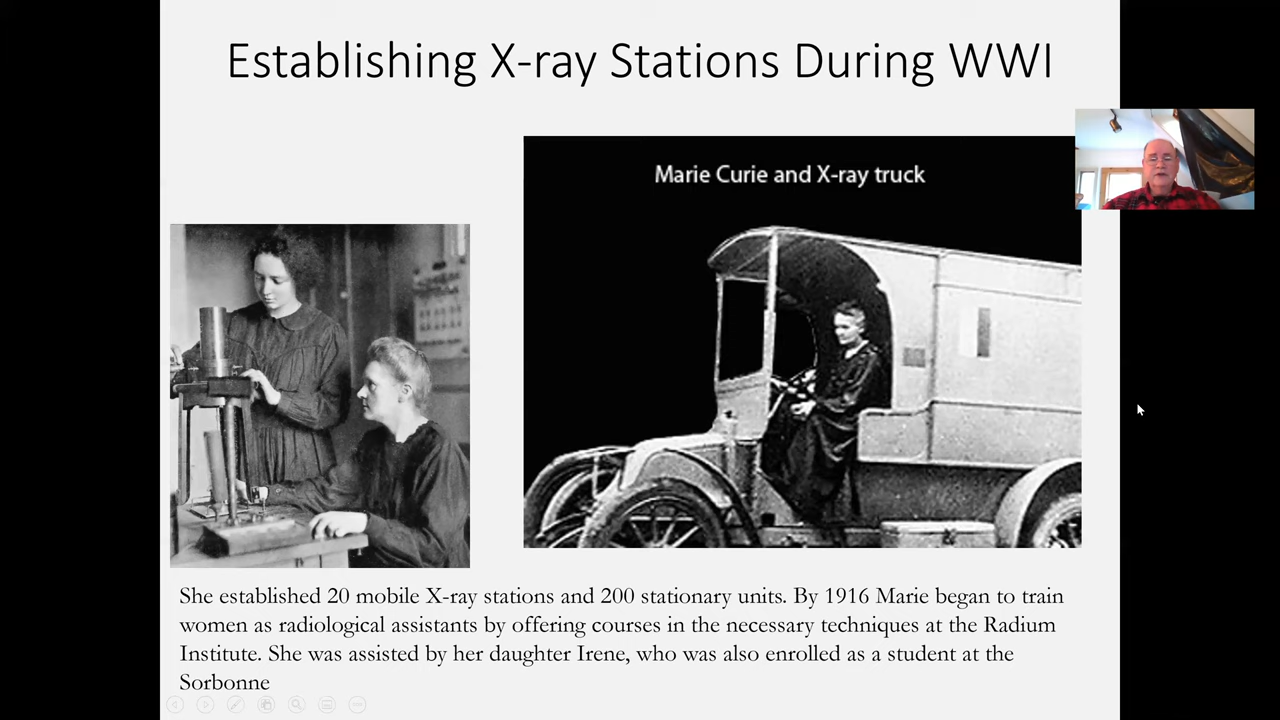 Establishing X-ray Stations During WWI
Marie Curie and X-ray truck
She established 20 mobile X-ray stations and 200 stationary units. By 1916 Marie began to train
women as radiological assistants by offering courses in the necessary techniques at the Radium
Institute. She was assisted by her daughter Irene, who was also enrolled as a student at the
Sorbonne